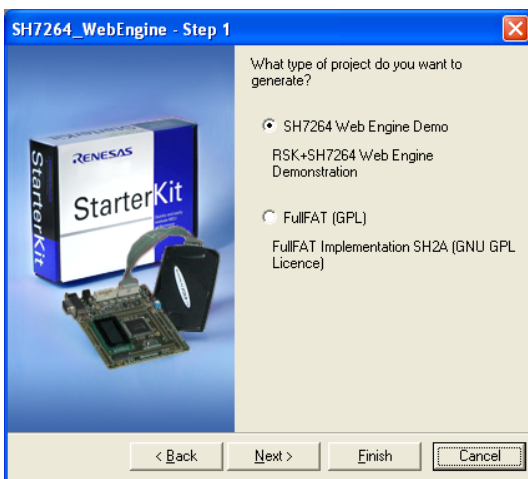 SH7264_WebEngine - Step 1
What type of project do you want to
generate?
SH7264 Web Engine Demo
RSK+SH7264 Web Engine
Demonstration
FullFAT (GPL)
FullFAT Implementation SH2A (GNU GPL
Licence)
RENESAS
StarterKit
StarterKit
< Back
Next >
Finish
Cancel